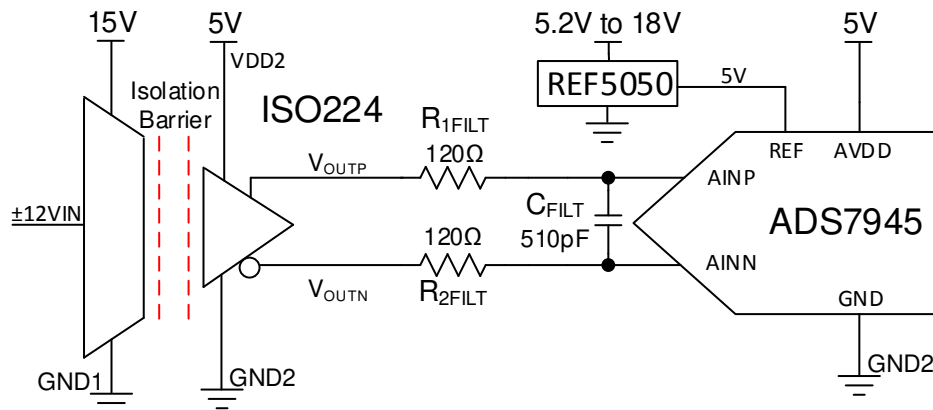 15V
5V
5.2V to 18V
5V
VDD2
Isolation
Barrier
ISO224
REF5050
5V
R1FILT
120Ω
REF
AVDD
VOUTP
AINP
CFILT
510pF
ADS7945
±12VIN
120Ω
AINN
VOUTN
R2FILT
GND
GND1
GND2
GND2